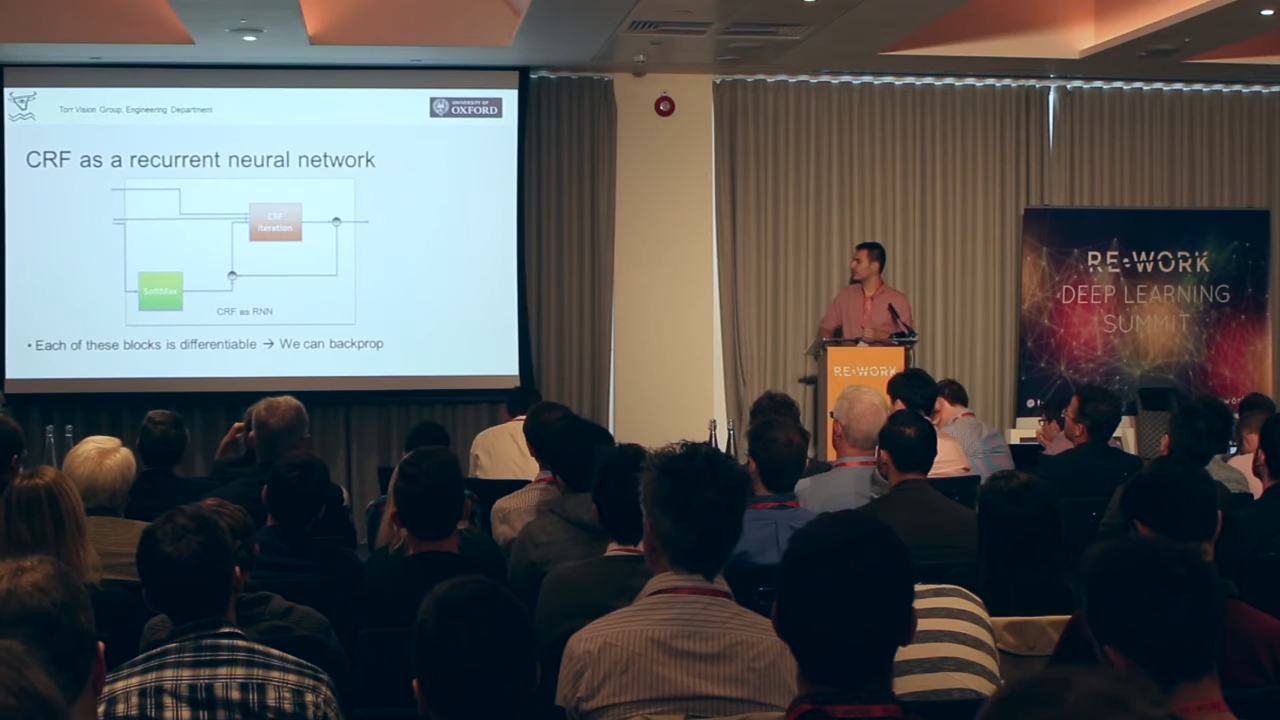 Torr Vision Group, Engineering Department
UNIVERSITY OF
OXFORD
CRF as a recurrent neural network
CRF
Iteration
SoftMax
CRF as RNN
• Each of these blocks is differentiable → We can backprop
RE•WORK
RE•WORK
DEEP LEARNING
SUMMIT